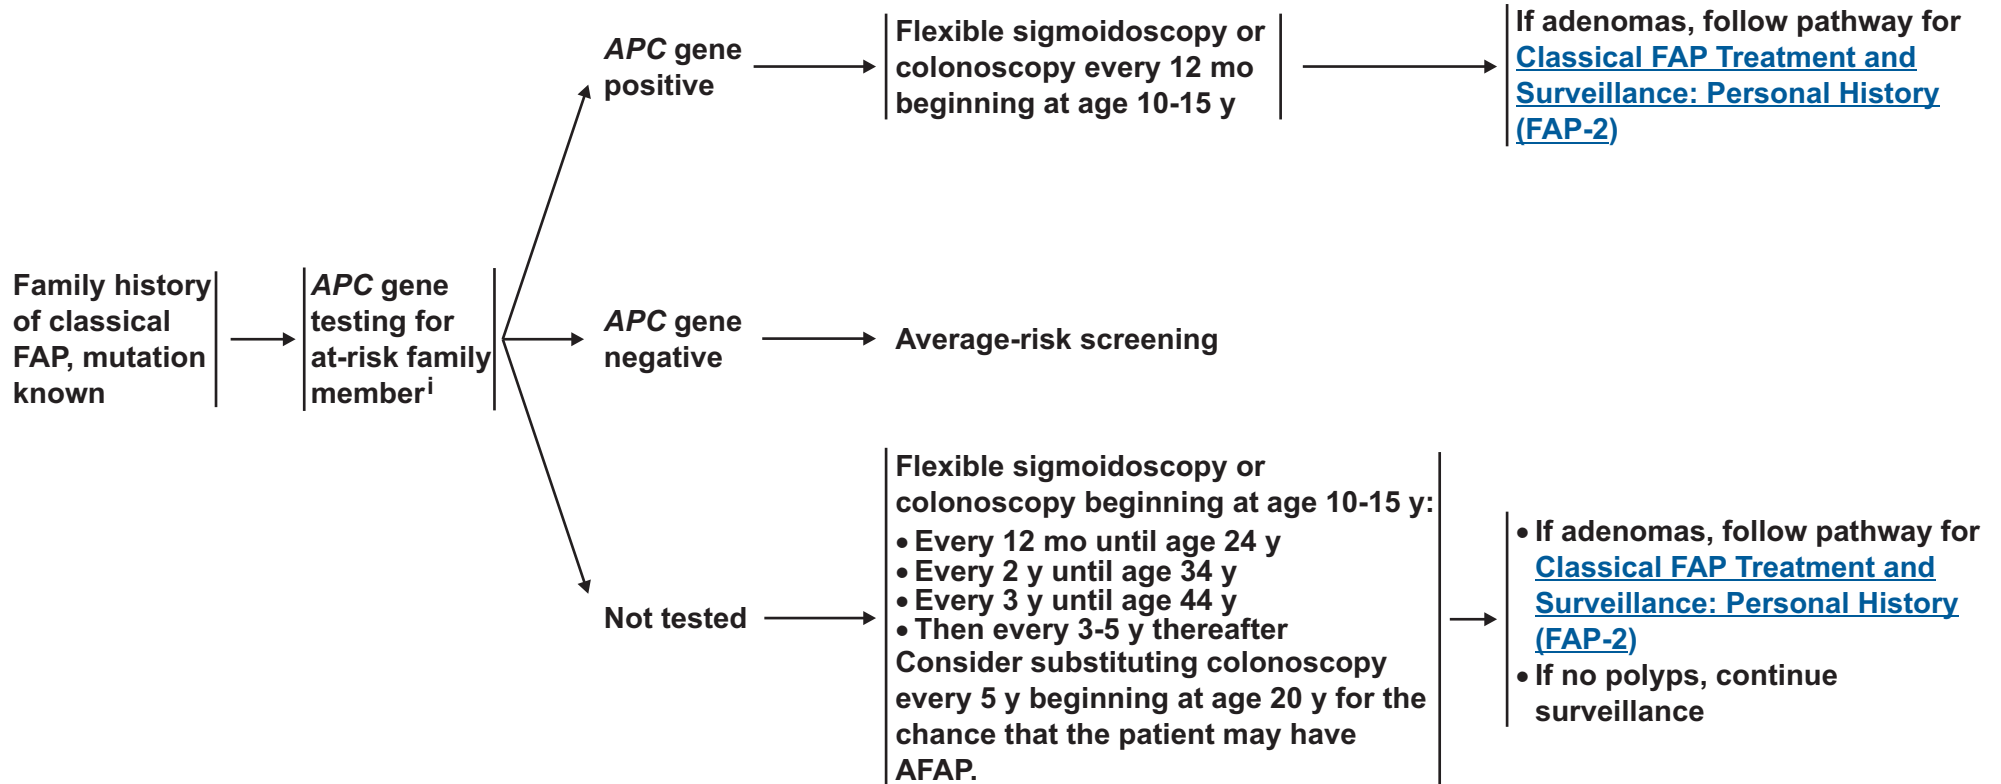 Family history
of classical
FAP, mutation
known
APC gene
testing for
at-risk family
member i
APC gene
positive
Flexible sigmoidoscopy or
colonoscopy every 12 mo
beginning at age 10-15 y
If adenomas, follow pathway for
Classical FAP Treatment and
Surveillance: Personal History
(FAP-2)
APC gene
negative
Average-risk screening
Not tested
Flexible sigmoidoscopy or
colonoscopy beginning at age 10-15 y:
• Every 12 mo until age 24 y
• Every 2 y until age 34 y
• Every 3 y until age 44 y
• Then every 3-5 y thereafter
Consider substituting colonoscopy
every 5 y beginning at age 20 y for the
chance that the patient may have
AFAP.
• If adenomas, follow pathway for
Classical FAP Treatment and
Surveillance: Personal History
(FAP-2)
• If no polyps, continue
surveillance